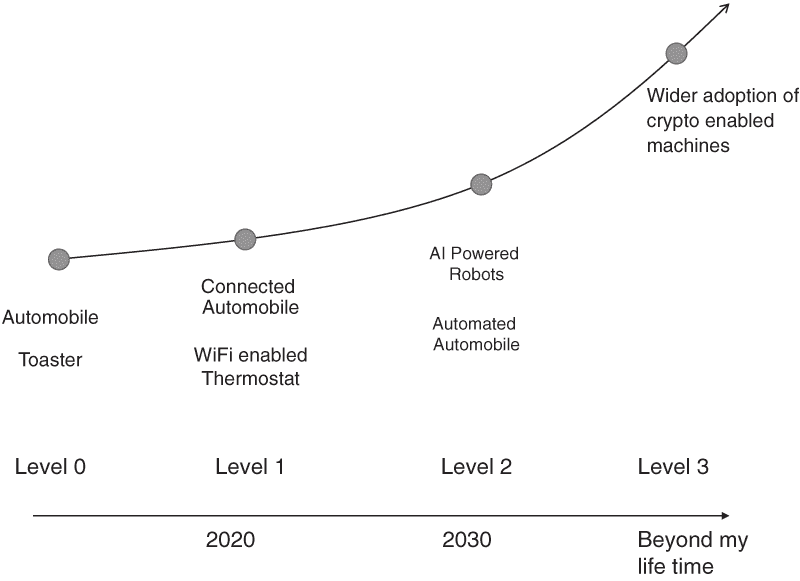 Wider adoption of
crypto enabled
machines
AI Powered
Robots
Connected
Automobile
Automobile
Automated
Automobile
WiFi enabled
Thermostat
Toaster
Level 0
Level 1
Level 2
Level 3
2020
2030
Beyond my
life time